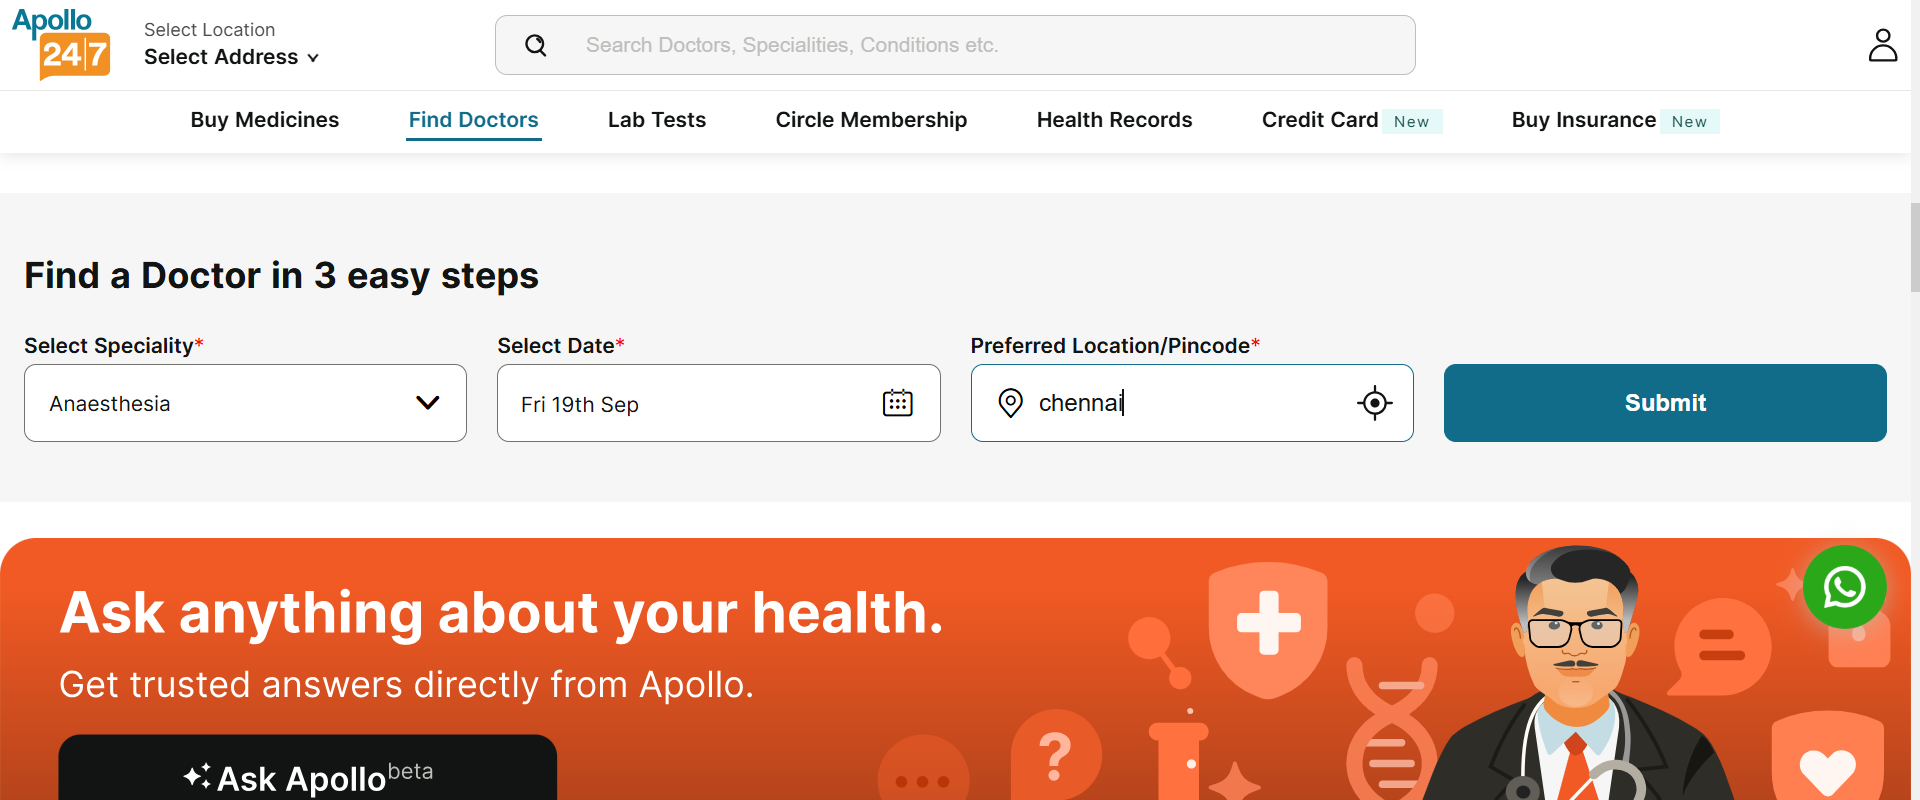 Apollo
24|7
Select Location
Select Address
Search Doctors, Specialities, Conditions etc.
Buy Medicines
Find Doctors
Lab Tests
Circle Membership
Health Records
Credit Card New
Buy Insurance New
Find a Doctor in 3 easy steps
Select Speciality*
Anaesthesia
Select Date*
Fri 19th Sep
Preferred Location/Pincode*
chennai
Submit
Ask anything about your health.
Get trusted answers directly from Apollo.
Ask Apollo beta
?